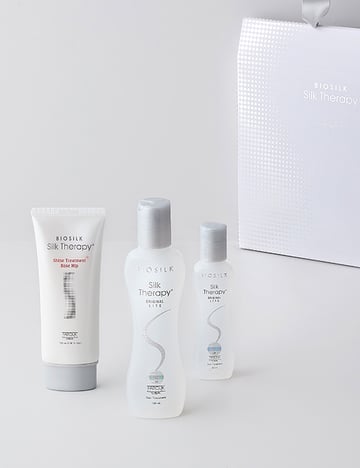 BIOSILK
Silk Therapy
BIOSILK
Silk Therapy
Shine Treatment
Rose Hip
BIOSILK
Silk
Therapy
ORIGINAL
LITE
BIOSILK
Silk
Therapy
ORIGINAL
LITE